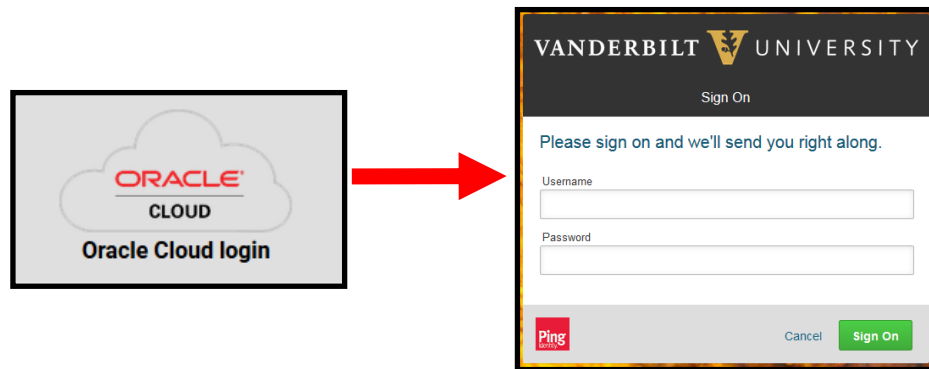 ORACLE
CLOUD
Oracle Cloud login
VANDERBILT V UNIVERSITY
Sign On
Please sign on and we'll send you right along.
Username
Password
Ping
Identity
Cancel
Sign On